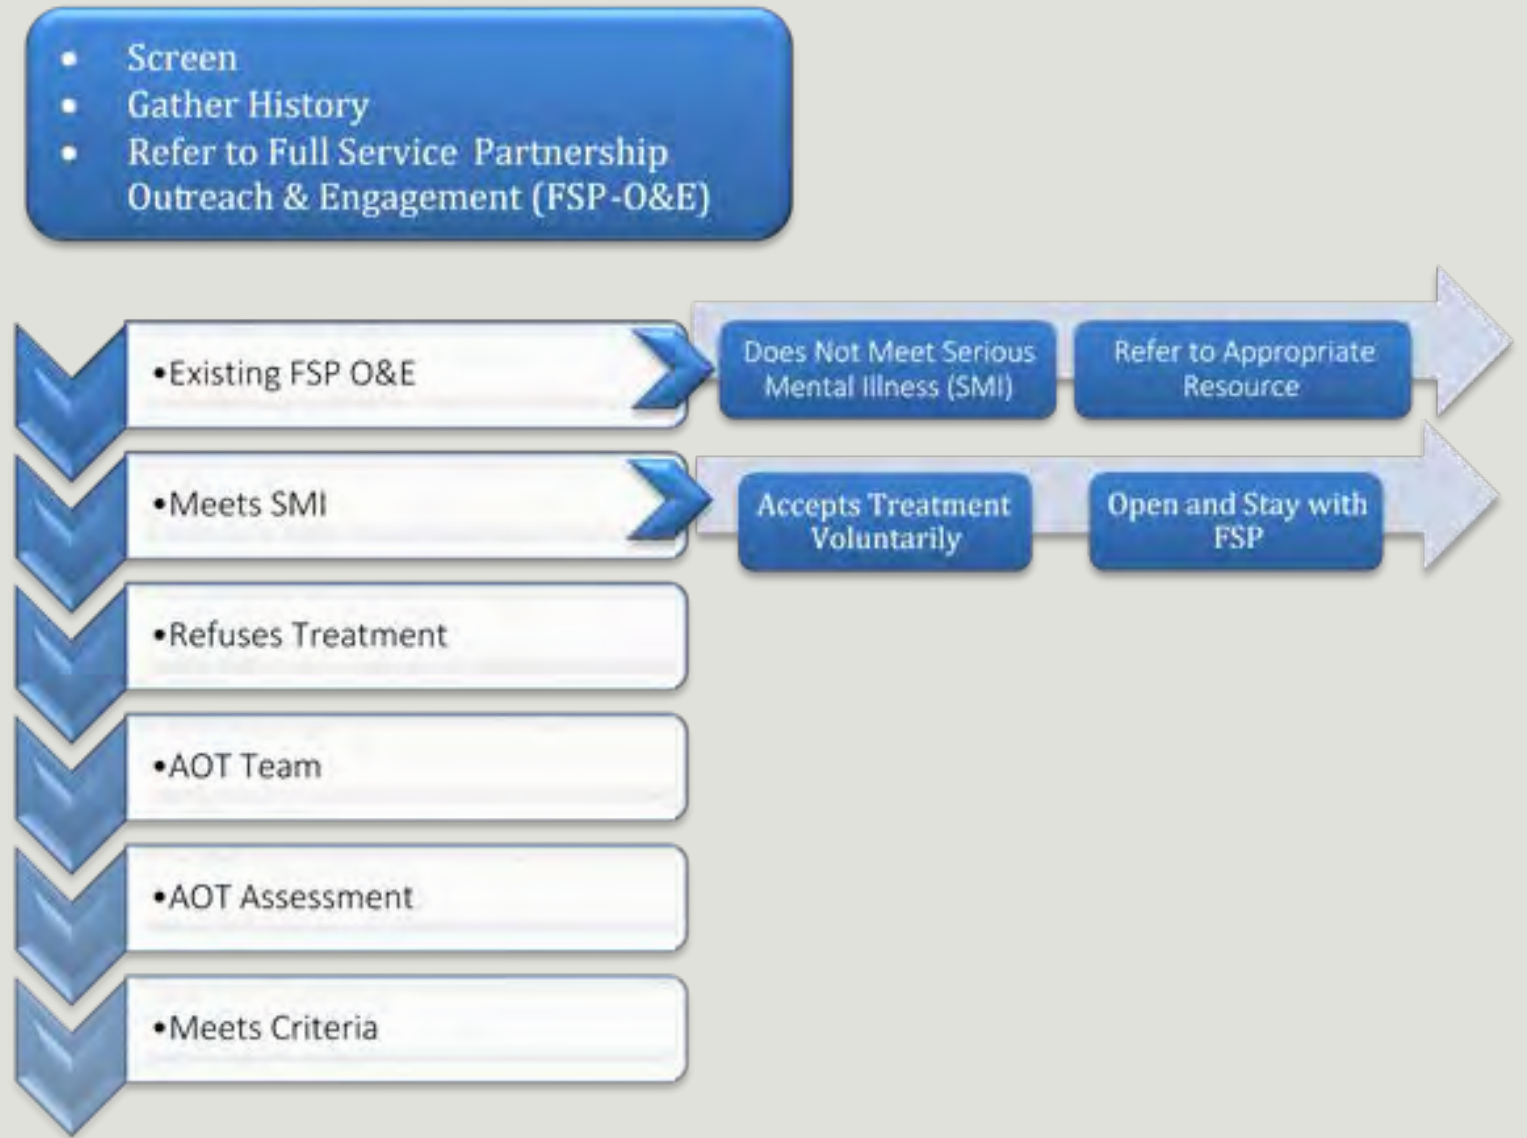 • Screen
• Gather History
• Refer to Full Service Partnership
Outreach & Engagement (FSP-O&E)
•Existing FSP O&E
Does Not Meet Serious
Mental Illness (SMI)
Refer to Appropriate
Resource
•Meets SMI
Accepts Treatment
Voluntarily
Open and Stay with
FSP
•Refuses Treatment
•AOT Team
•AOT Assessment
•Meets Criteria